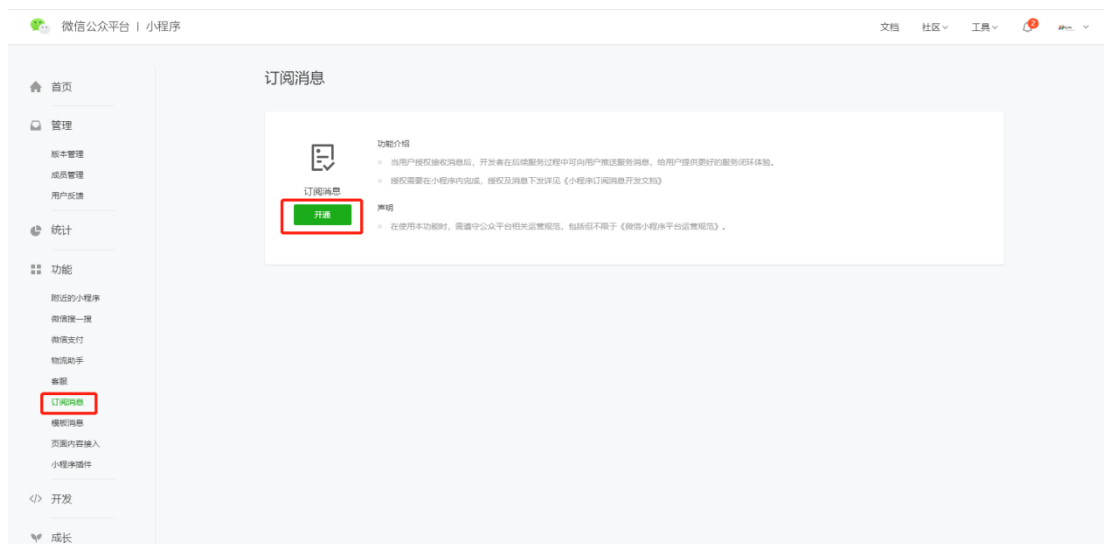 微信公众平台 | 小程序
文档 社区 工具 2
首页
管理
版本管理
成员管理
用户反馈
统计
功能
附近的小程序
微信搜一搜
微信支付
物流助手
客服
订阅消息
模板消息
页面内容接入
小程序插件
</> 开发
成长
订阅消息
订阅消息
开通
功能介绍
当用户授权接收消息后，开发者在后续服务过程中可向用户推送服务消息，给用户提供更好的服务闭环体验。
授权需要在小程序内完成，授权及消息下发详见《小程序订阅消息开发文档》
声明
在使用本功能时，需遵守公众平台相关运营规范，包括但不限于《微信小程序平台运营规范》。